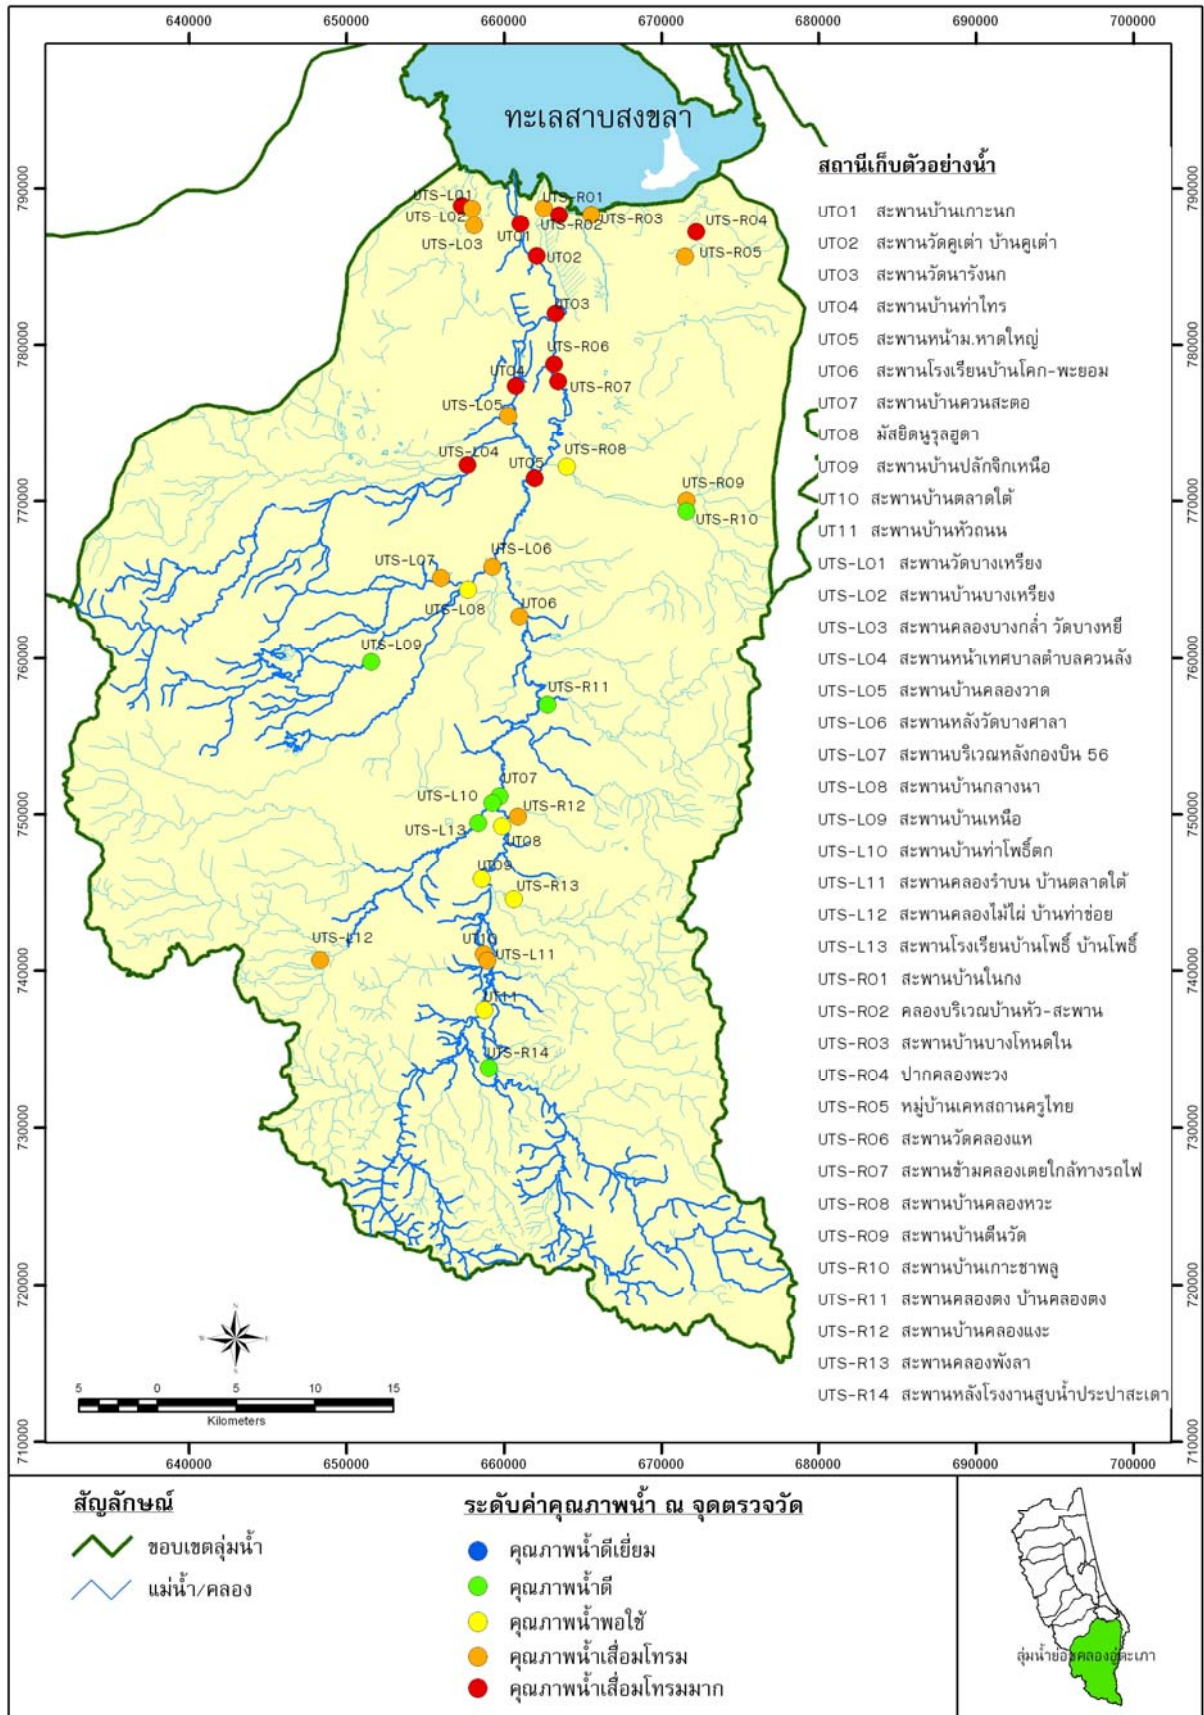 640000 650000 660000 670000 680000 690000 700000
790000 790000
780000 780000
770000 770000
760000 760000
750000 750000
740000 740000
730000 730000
720000 720000
710000 710000
ทะเลสาบสงขลา
UTS-L01
UTS-R01
UTS-L02
UTS-R02
UTS-R03
UTS-R04
UTS-L03
UT01
UTS-R05
UT02
UT03
UTS-R06
UT04
UTS-R07
UTS-L05
UTS-L04
UT05
UTS-R08
UTS-R09
UTS-R10
UTS-L07
UTS-L06
UTS-L08
UT06
UTS-L09
UTS-R11
UT07
UTS-L10
UTS-R12
UTS-L13
UT08
UT09
UTS-R13
UTS-L12
UT10
UTS-L11
UT11
UTS-R14
สถานีเก็บตัวอย่างน้ำ
UT01 สะพานบ้านเกาะนก
UT02 สะพานวัดคูเต่า บ้านคูเต่า
UT03 สะพานวัดนารังนก
UT04 สะพานบ้านท่าไทร
UT05 สะพานหน้าม.หาดใหญ่
UT06 สะพานโรงเรียนบ้านโคก-พะยอม
UT07 สะพานบ้านควนสะตอ
UT08 มัสยิดนูรุลฮูดา
UT09 สะพานบ้านปลักจิกเหนือ
UT10 สะพานบ้านตลาดใต้
UT11 สะพานบ้านหัวถนน
UTS-L01 สะพานวัดบางเหรียง
UTS-L02 สะพานบ้านบางเหรียง
UTS-L03 สะพานคลองบางกล่ำ วัดบางหยี
UTS-L04 สะพานหน้าเทศบาลตำบลควนลัง
UTS-L05 สะพานบ้านคลองวาด
UTS-L06 สะพานหลังวัดบางศาลา
UTS-L07 สะพานบริเวณหลังกองบิน 56
UTS-L08 สะพานบ้านกลางนา
UTS-L09 สะพานบ้านเหนือ
UTS-L10 สะพานบ้านท่าโพธิ์ตก
UTS-L11 สะพานคลองรำบน บ้านตลาดใต้
UTS-L12 สะพานคลองไม้ไผ่ บ้านท่าข่อย
UTS-L13 สะพานโรงเรียนบ้านโพธิ์ บ้านโพธิ์
UTS-R01 สะพานบ้านในกง
UTS-R02 คลองบริเวณบ้านหัว-สะพาน
UTS-R03 สะพานบ้านบางโหนดใน
UTS-R04 ปากคลองพะวง
UTS-R05 หมู่บ้านเคหสถานครูไทย
UTS-R06 สะพานวัดคลองแห
UTS-R07 สะพานข้ามคลองเตยใกล้ทางรถไฟ
UTS-R08 สะพานบ้านคลองหวะ
UTS-R09 สะพานบ้านตีนวัด
UTS-R10 สะพานบ้านเกาะชาพลู
UTS-R11 สะพานคลองตง บ้านคลองตง
UTS-R12 สะพานบ้านคลองแงะ
UTS-R13 สะพานคลองพังลา
UTS-R14 สะพานหลังโรงงานสูบน้ำประปาสะเดา
N
W E
S
5 0 5 10 15
Kilometers
640000 650000 660000 670000 680000 690000 700000
สัญลักษณ์
ขอบเขตลุ่มน้ำ
แม่น้ำ/คลอง
ระดับค่าคุณภาพน้ำ ณ จุดตรวจวัด
คุณภาพน้ำดีเยี่ยม
คุณภาพน้ำดี
คุณภาพน้ำพอใช้
คุณภาพน้ำเสื่อมโทรม
คุณภาพน้ำเสื่อมโทรมมาก
ลุ่มน้ำย่อยคลองอู่ตะเภา